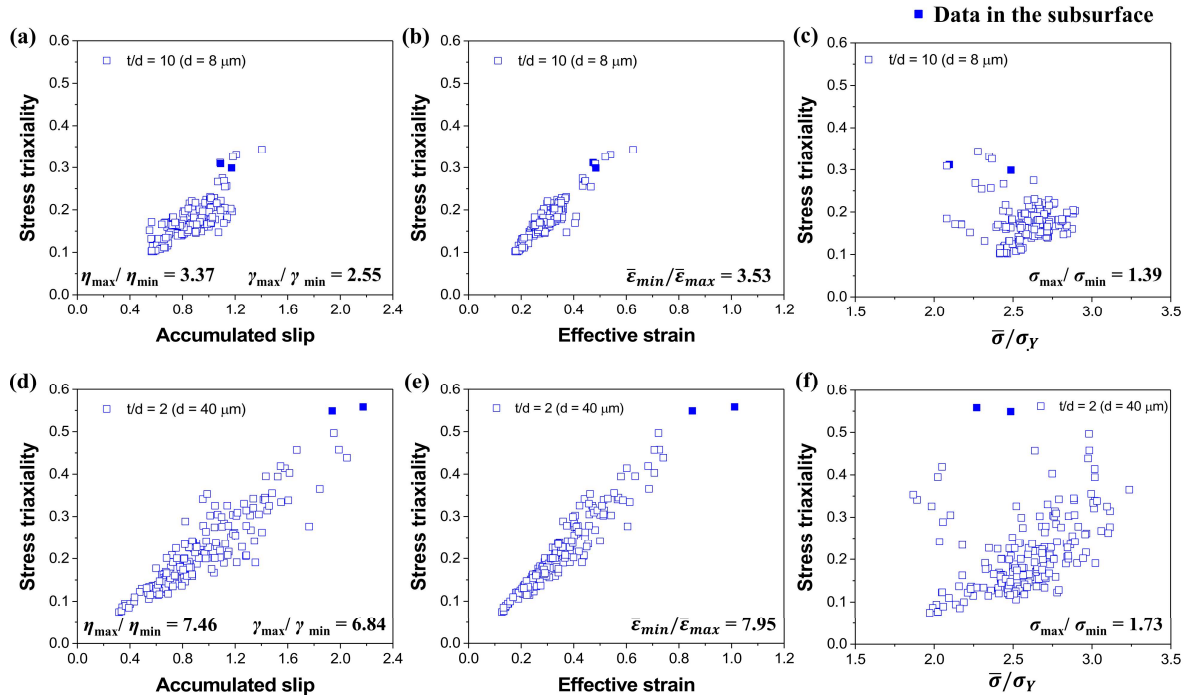 ■ Data in the subsurface
(a)
0.6
0.5
0.4
0.3
0.2
0.1
0.0
Stress triaxiality
□ t/d = 10 (d = 8 μm)
η_max/ η_min = 3.37 γ_max/ γ_min = 2.55
0.0 0.4 0.8 1.2 1.6 2.0 2.4
Accumulated slip
(b)
0.6
0.5
0.4
0.3
0.2
0.1
0.0
Stress triaxiality
□ t/d = 10 (d = 8 μm)
ε̅_min/ε̅_max = 3.53
0.0 0.2 0.4 0.6 0.8 1.0 1.2
Effective strain
(c)
0.6
0.5
0.4
0.3
0.2
0.1
0.0
Stress triaxiality
□ t/d = 10 (d = 8 μm)
σ_max/ σ_min = 1.39
1.5 2.0 2.5 3.0 3.5
σ̅/σ_Y
(d)
0.6
0.5
0.4
0.3
0.2
0.1
0.0
Stress triaxiality
□ t/d = 2 (d = 40 μm)
η_max/ η_min = 7.46 γ_max/ γ_min = 6.84
0.0 0.4 0.8 1.2 1.6 2.0 2.4
Accumulated slip
(e)
0.6
0.5
0.4
0.3
0.2
0.1
0.0
Stress triaxiality
□ t/d = 2 (d = 40 μm)
ε̅_min/ε̅_max = 7.95
0.0 0.2 0.4 0.6 0.8 1.0 1.2
Effective strain
(f)
0.6
0.5
0.4
0.3
0.2
0.1
0.0
Stress triaxiality
□ t/d = 2 (d = 40 μm)
σ_max/ σ_min = 1.73
1.5 2.0 2.5 3.0 3.5
σ̅/σ_Y